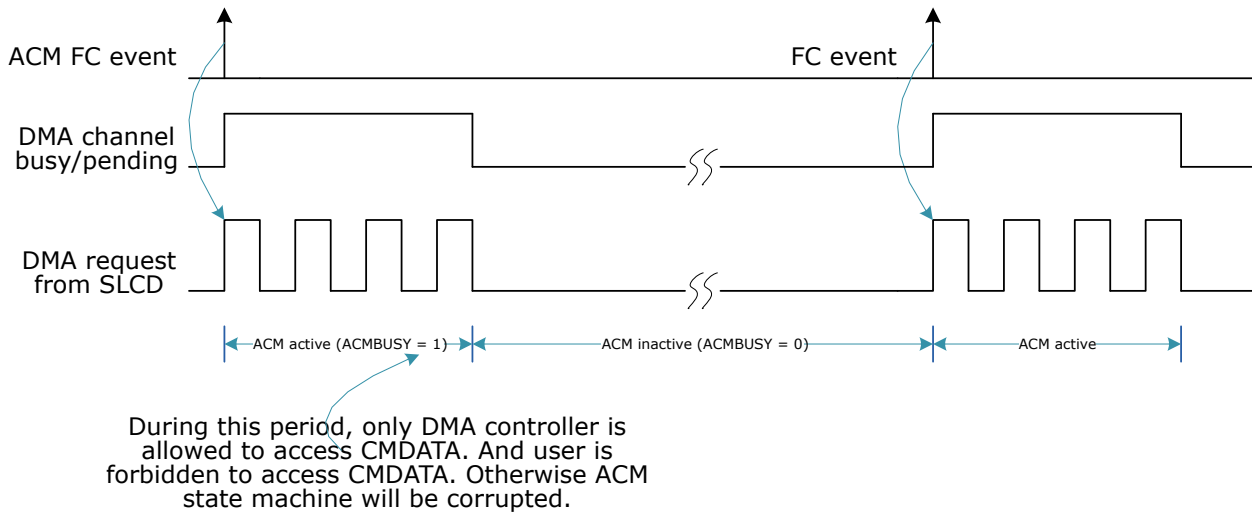 ACM FC event
FC event
DMA channel
busy/pending
DMA request
from SLCD
ACM active (ACMBUSY = 1)
ACM inactive (ACMBUSY = 0)
ACM active
During this period, only DMA controller is
allowed to access CMDATA. And user is
forbidden to access CMDATA. Otherwise ACM
state machine will be corrupted.